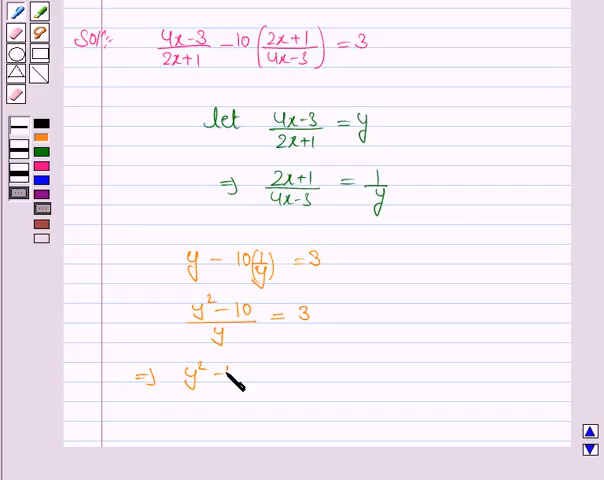 Soln: (4x-3)/(2x+1) - 10((2x+1)/(4x-3)) = 3
let (4x-3)/(2x+1) = y
⇒ (2x+1)/(4x-3) = 1/y
y - 10(1/y) = 3
(y² - 10)/y = 3
⇒ y² -